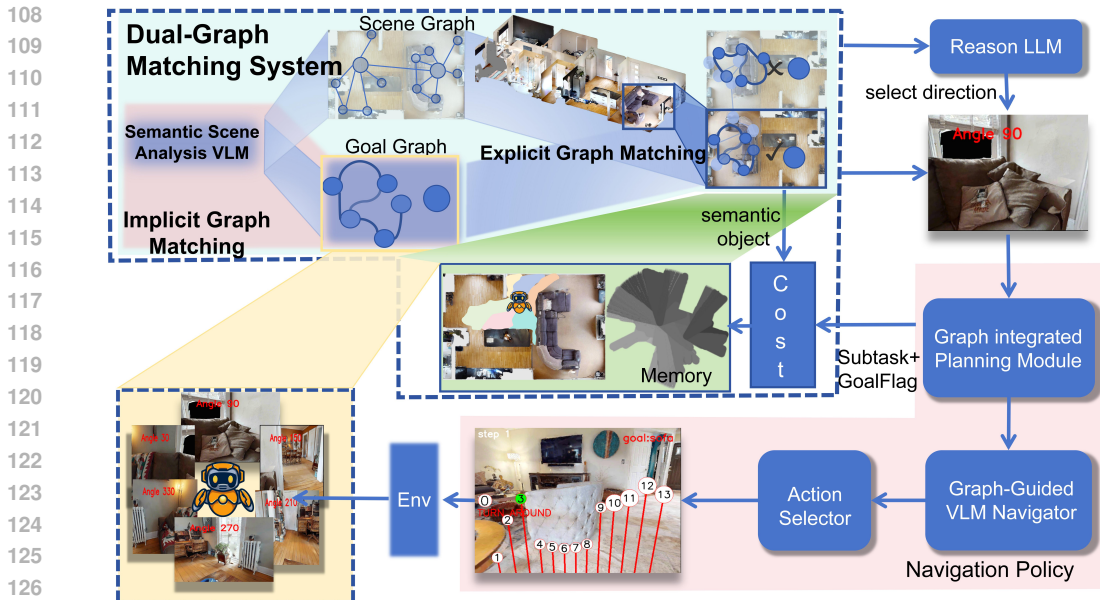 108
109
110
111
112
113
114
115
116
117
118
119
120
121
122
123
124
125
126
Dual-Graph
Matching System
Scene Graph
Semantic Scene
Analysis VLM
Goal Graph
Explicit Graph Matching
Implicit Graph
Matching
semantic
object
Reason LLM
select direction
Angle 90
Cost
Memory
Subtask+
GoalFlag
Graph integrated
Planning Module
Graph-Guided
VLM Navigator
Action
Selector
Navigation Policy
step 1
goal:sofa
TURN AROUND
0
1
2
3
4
5
6
7
8
9
10
11
12
13
Env
Angle 90
Angle 30
Angle 150
Angle 330
Angle 210
Angle 270